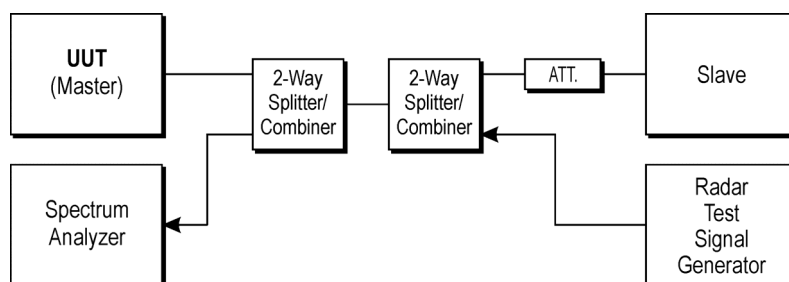 UUT
(Master)
2-Way
Splitter/
Combiner
2-Way
Splitter/
Combiner
ATT.
Slave
Spectrum
Analyzer
Radar
Test
Signal
Generator